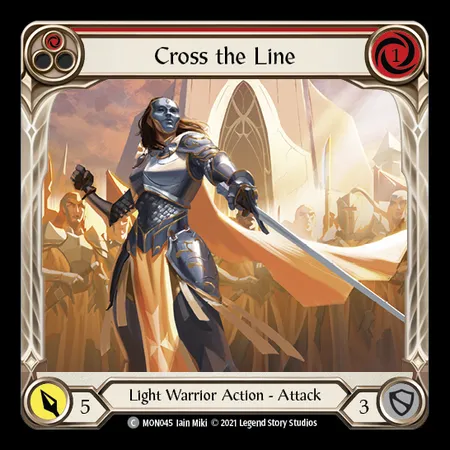 Cross the Line
1
5
Light Warrior Action - Attack
3
C MON045 Iain Miki © 2021 Legend Story Studios